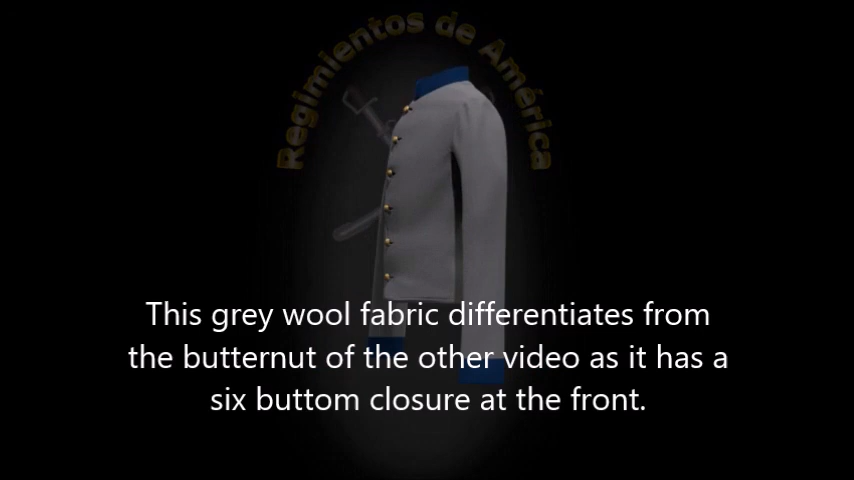 Regimientos de América
This grey wool fabric differentiates from
the butternut of the other video as it has a
six buttom closure at the front.